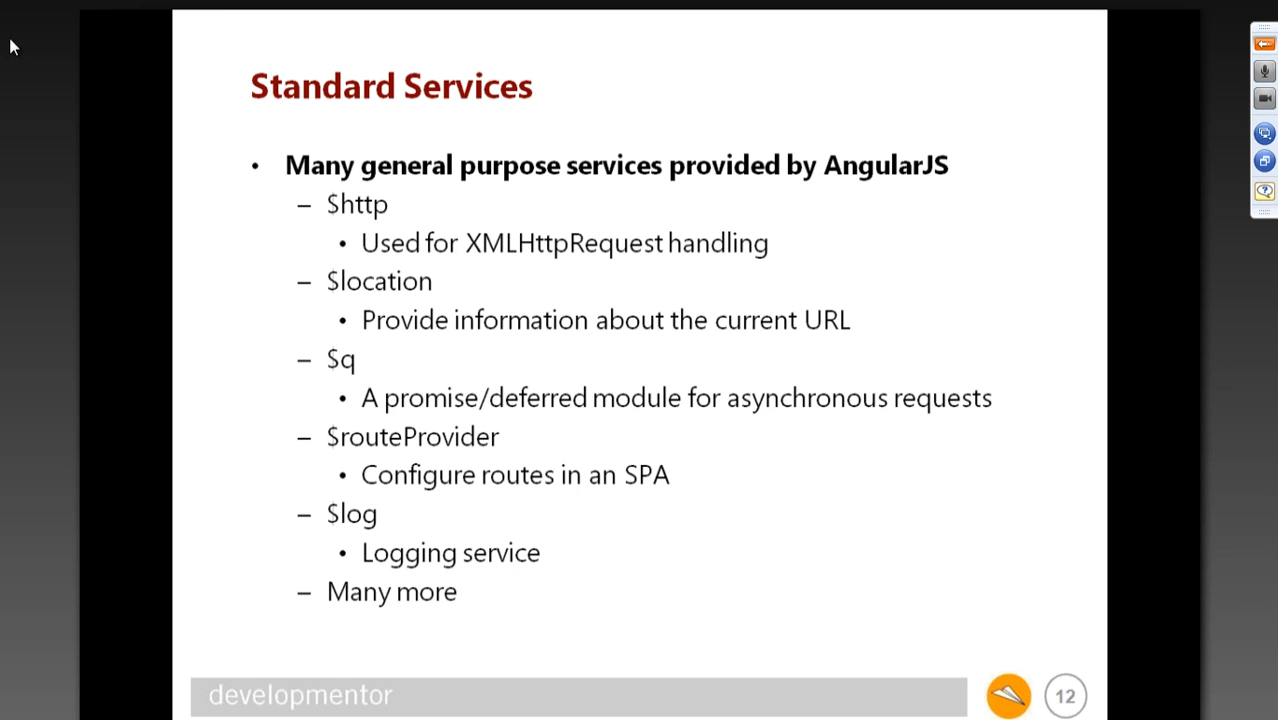 Standard Services
• Many general purpose services provided by AngularJS
– $http
• Used for XMLHttpRequest handling
– $location
• Provide information about the current URL
– $q
• A promise/deferred module for asynchronous requests
– $routeProvider
• Configure routes in an SPA
– $log
• Logging service
– Many more
developmentor
12